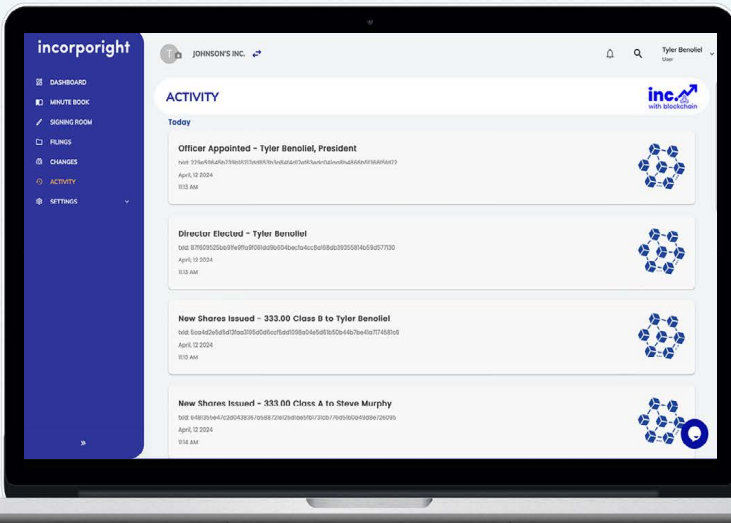 incorporight
JOHNSON'S INC.
Tyler Benoliel
User
DASHBOARD
MINUTE BOOK
SIGNING ROOM
FILINGS
CHANGES
ACTIVITY
SETTINGS
ACTIVITY
inc.
with blockchain
Today
Officer Appointed - Tyler Benoliel, President
April, 12 2024
11:13 AM
Director Elected - Tyler Benoliel
April, 12 2024
11:13 AM
New Shares Issued - 333.00 Class B to Tyler Benoliel
April, 12 2024
11:13 AM
New Shares Issued - 333.00 Class A to Steve Murphy
April, 12 2024
11:14 AM